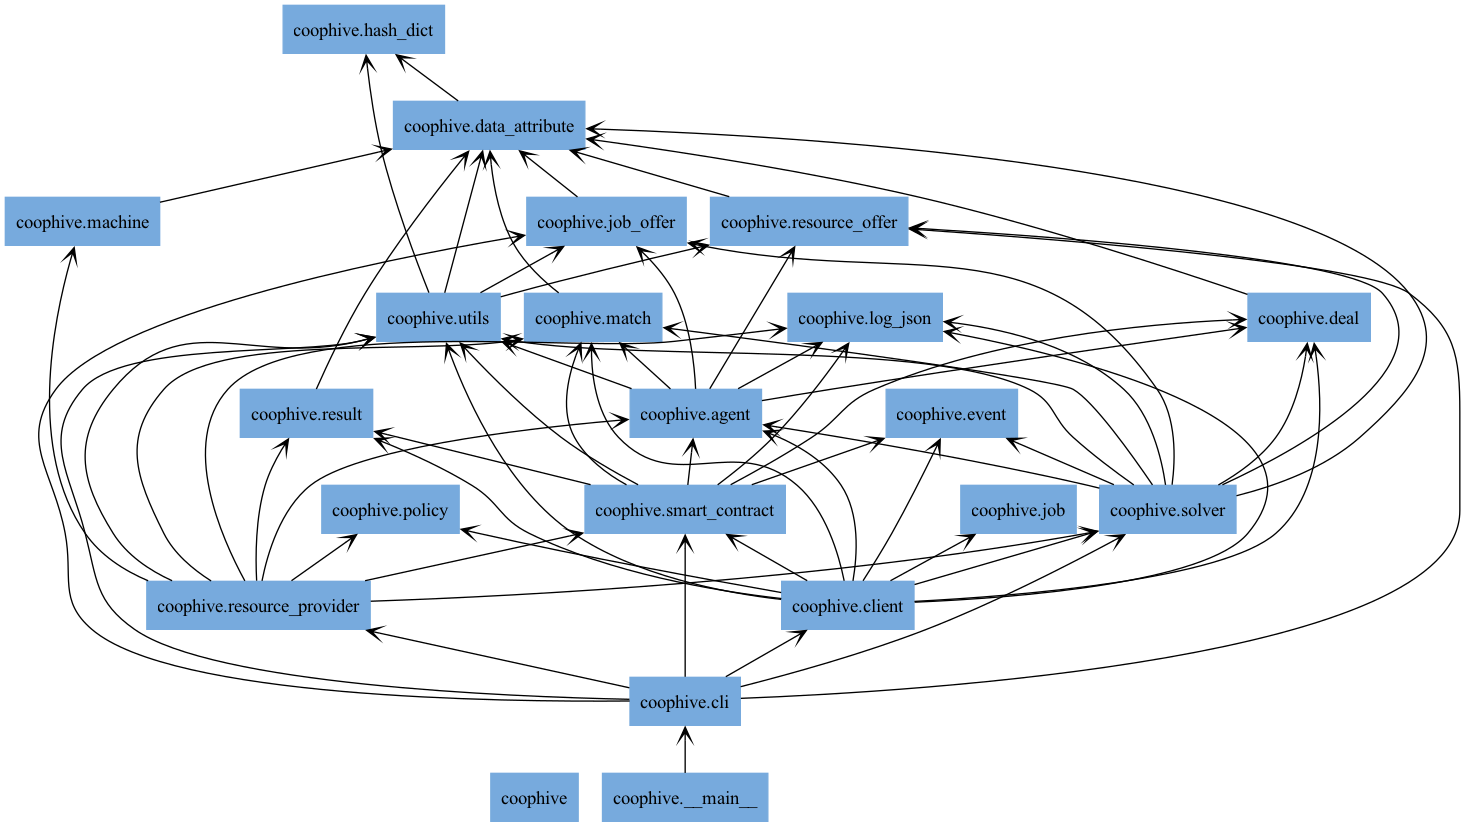 coophive.hash_dict
coophive.data_attribute
coophive.machine
coophive.job_offer
coophive.resource_offer
coophive.utils
coophive.match
coophive.log_json
coophive.deal
coophive.result
coophive.agent
coophive.event
coophive.policy
coophive.smart_contract
coophive.job
coophive.solver
coophive.resource_provider
coophive.client
coophive.cli
coophive
coophive.__main__